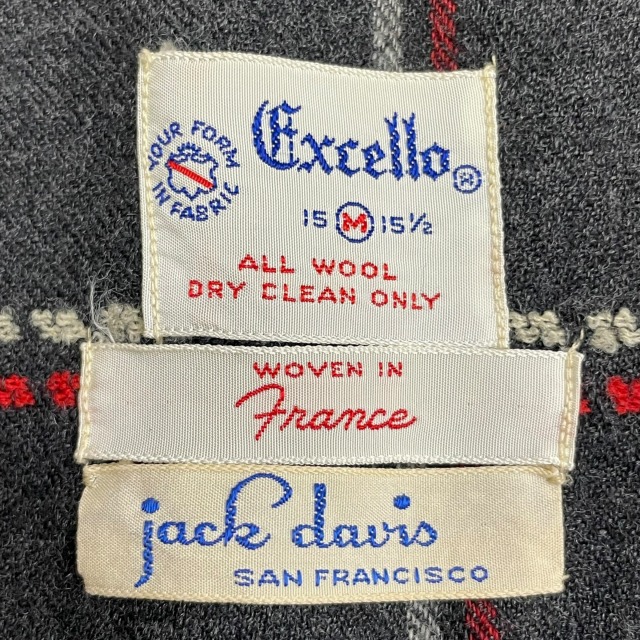 YOUR FORM
IN FABRIC
Excello®
15 M 15½
ALL WOOL
DRY CLEAN ONLY
WOVEN IN
France
jack davis
SAN FRANCISCO